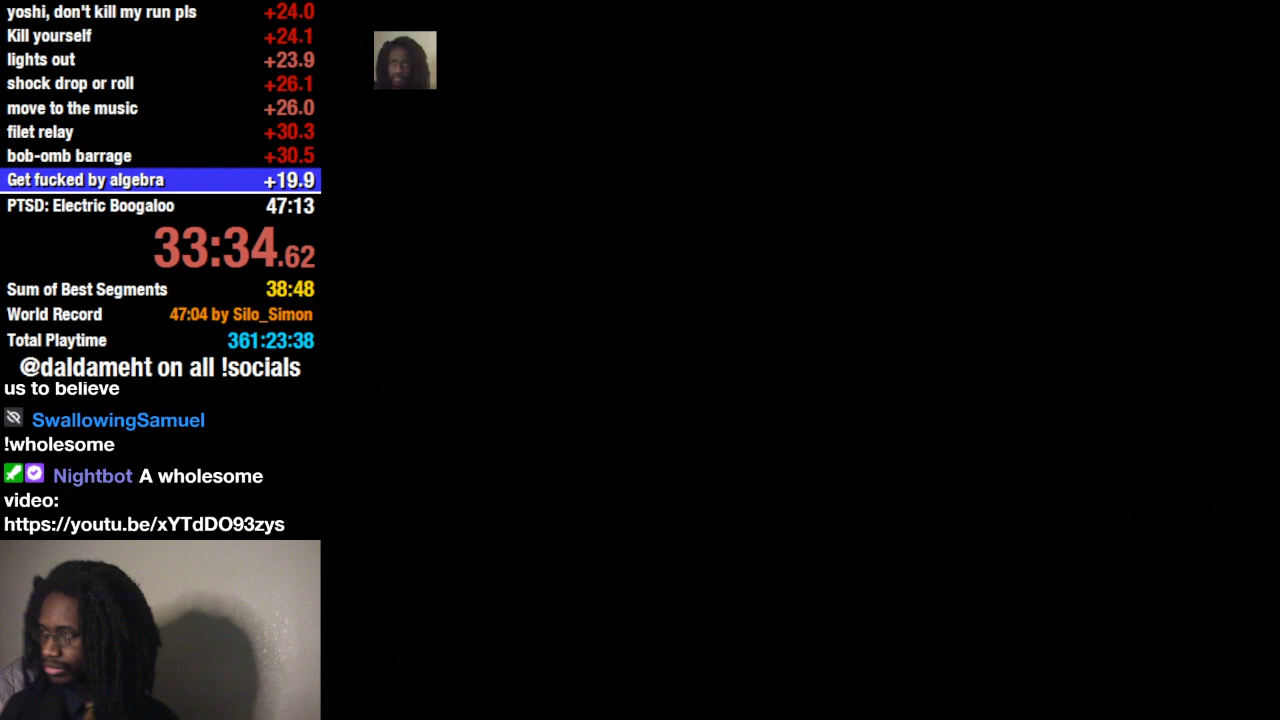 yoshi, don't kill my run pls +24.0
Kill yourself +24.1
lights out +23.9
shock drop or roll +26.1
move to the music +26.0
filet relay +30.3
bob-omb barrage +30.5
Get fucked by algebra +19.9
PTSD: Electric Boogaloo 47:13
33:34.62
Sum of Best Segments 38:48
World Record 47:04 by Silo_Simon
Total Playtime 361:23:38
@daldameht on all !socials
us to believe
SwallowingSamuel
!wholesome
Nightbot A wholesome
video:
https://youtu.be/xYTdDO93zys